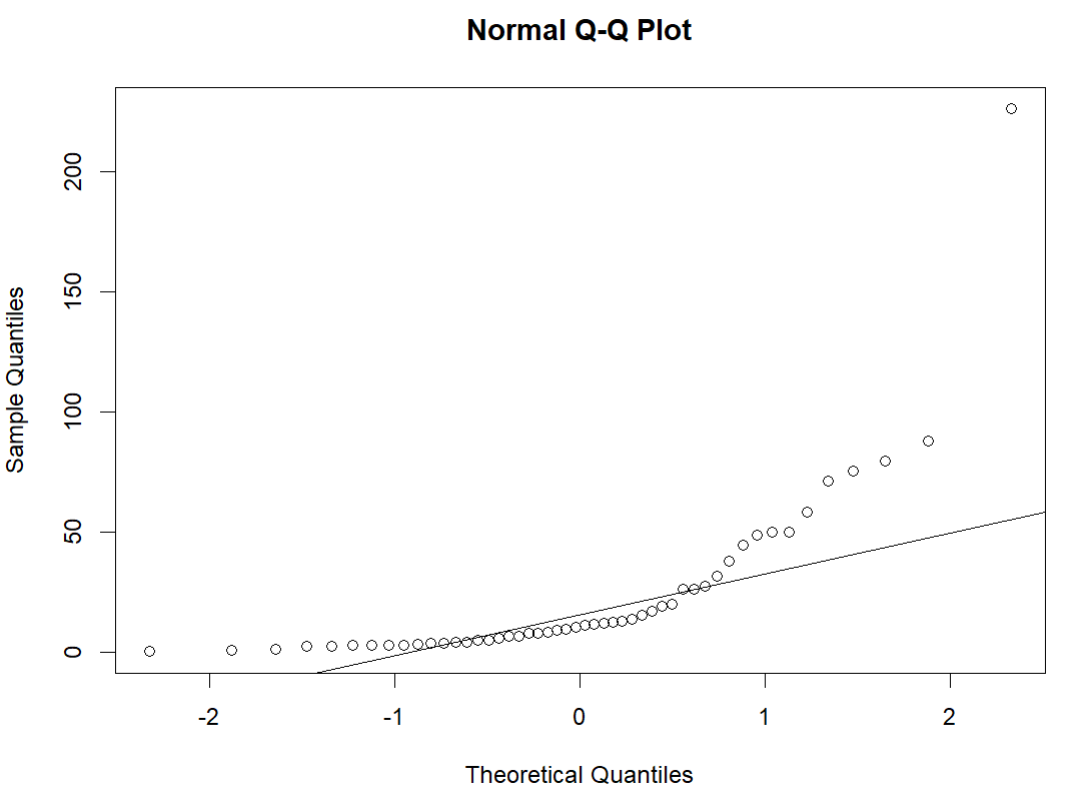 Normal Q-Q Plot
Sample Quantiles
200
150
100
50
0
-2 -1 0 1 2
Theoretical Quantiles